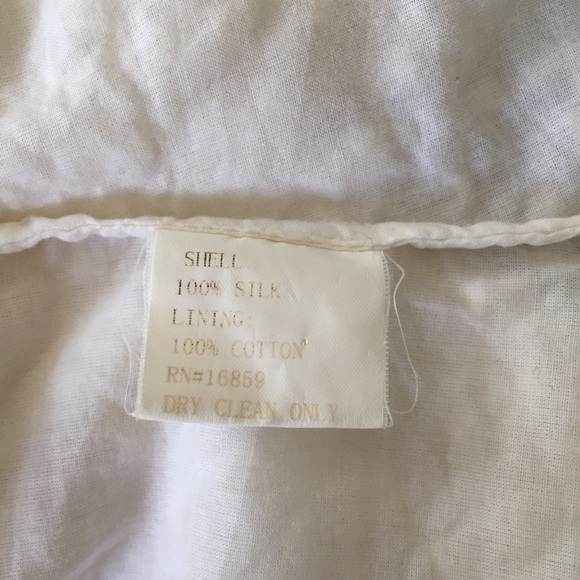 SHELL
100% SILK
LINING:
100% COTTON
RN#16859
DRY CLEAN ONLY